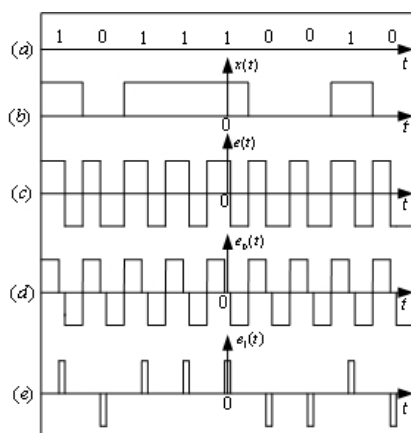 1 0 1 1 1 0 0 1 0
(a) t
x(t)
(b) 0 t
e(t)
(c) 0 t
e₀(t)
(d) 0 t
e₁(t)
(e) 0 t